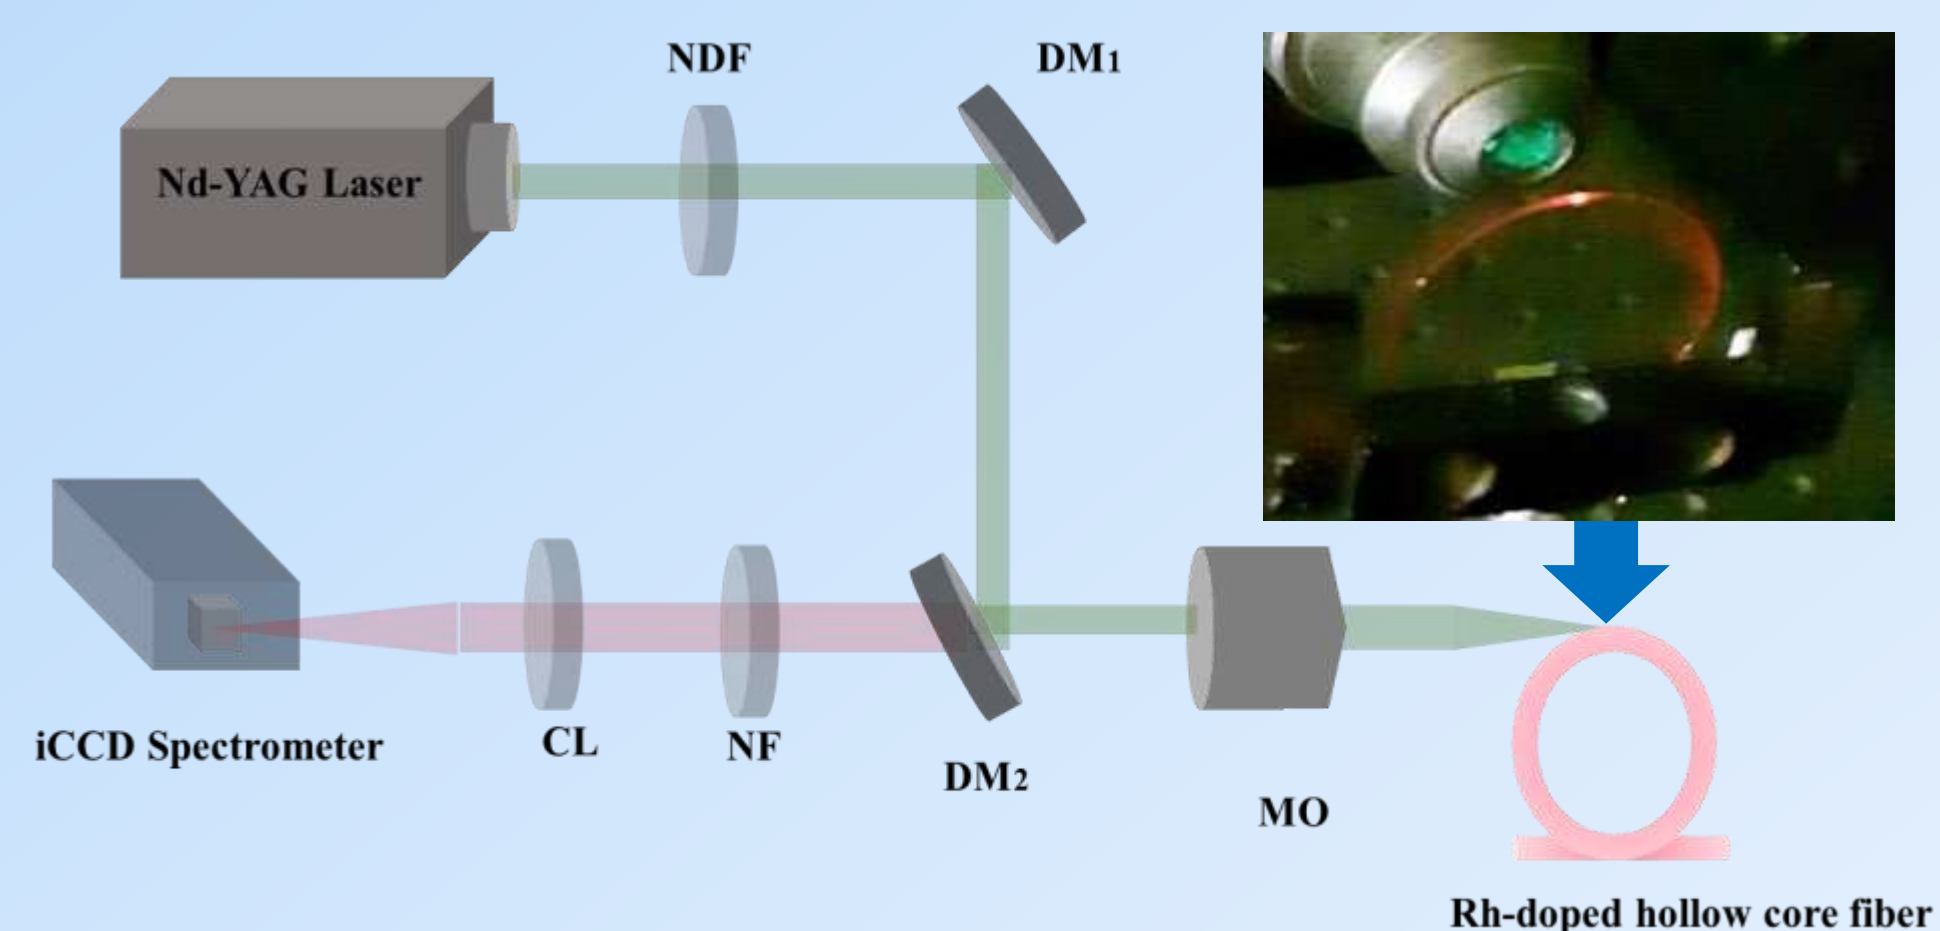 NDF
DM1
Nd-YAG Laser
iCCD Spectrometer
CL
NF
DM2
MO
Rh-doped hollow core fiber